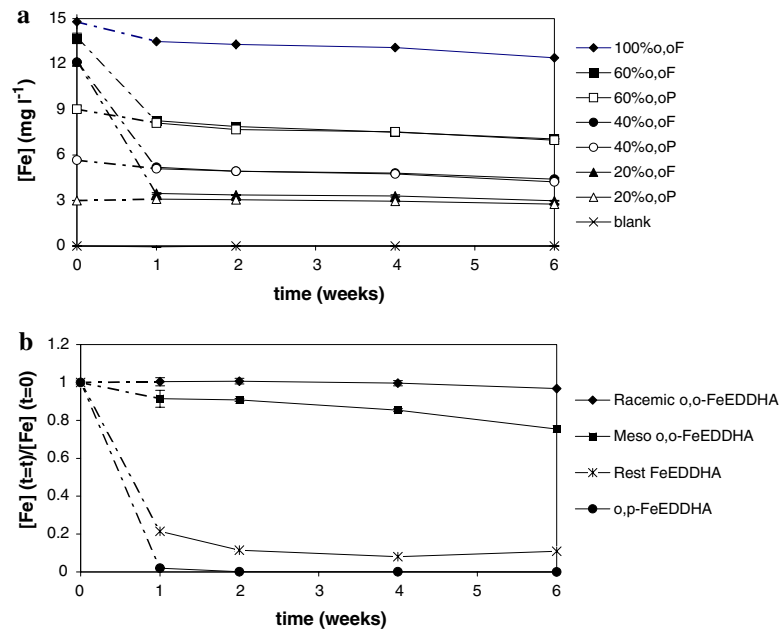 a
[Fe] (mg l-1)
15
12
9
6
3
0
0 1 2 3 4 5 6
time (weeks)
100%o,oF
60%o,oF
60%o,oP
40%o,oF
40%o,oP
20%o,oF
20%o,oP
blank
b
[Fe] (t=t)/[Fe] (t=0)
1.2
1
0.8
0.6
0.4
0.2
0
0 1 2 3 4 5 6
time (weeks)
Racemic o,o-FeEDDHA
Meso o,o-FeEDDHA
Rest FeEDDHA
o,p-FeEDDHA